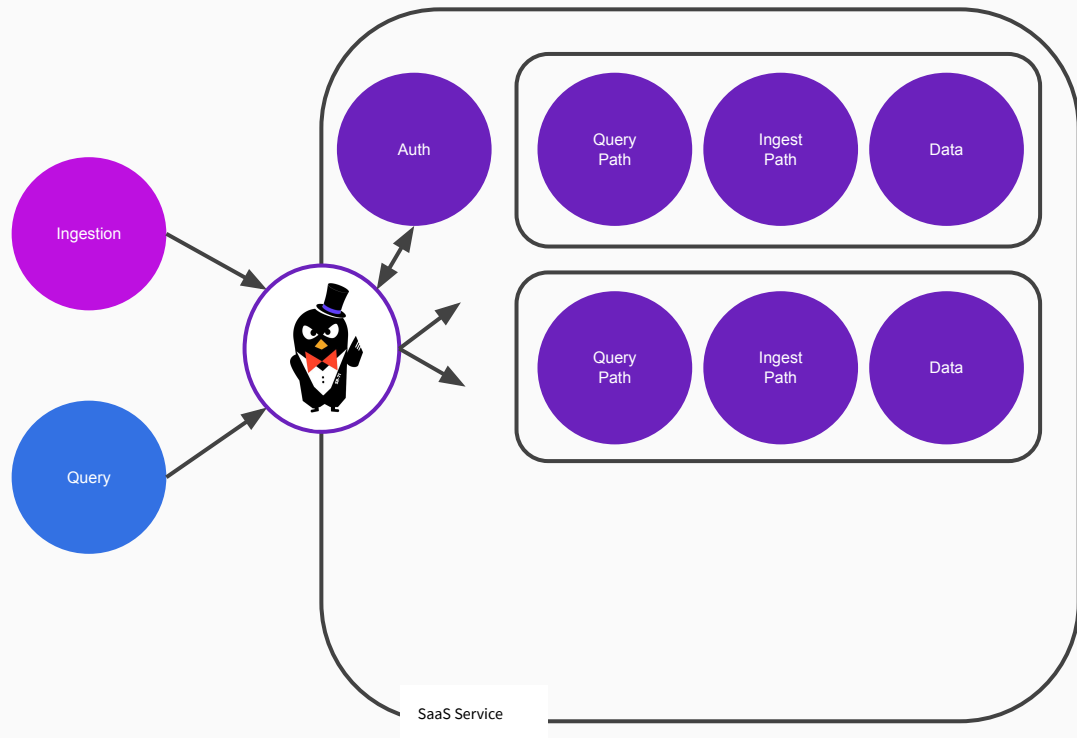 Auth
Query
Path
Ingest
Path
Data
Ingestion
Query
Path
Ingest
Path
Data
Query
SaaS Service